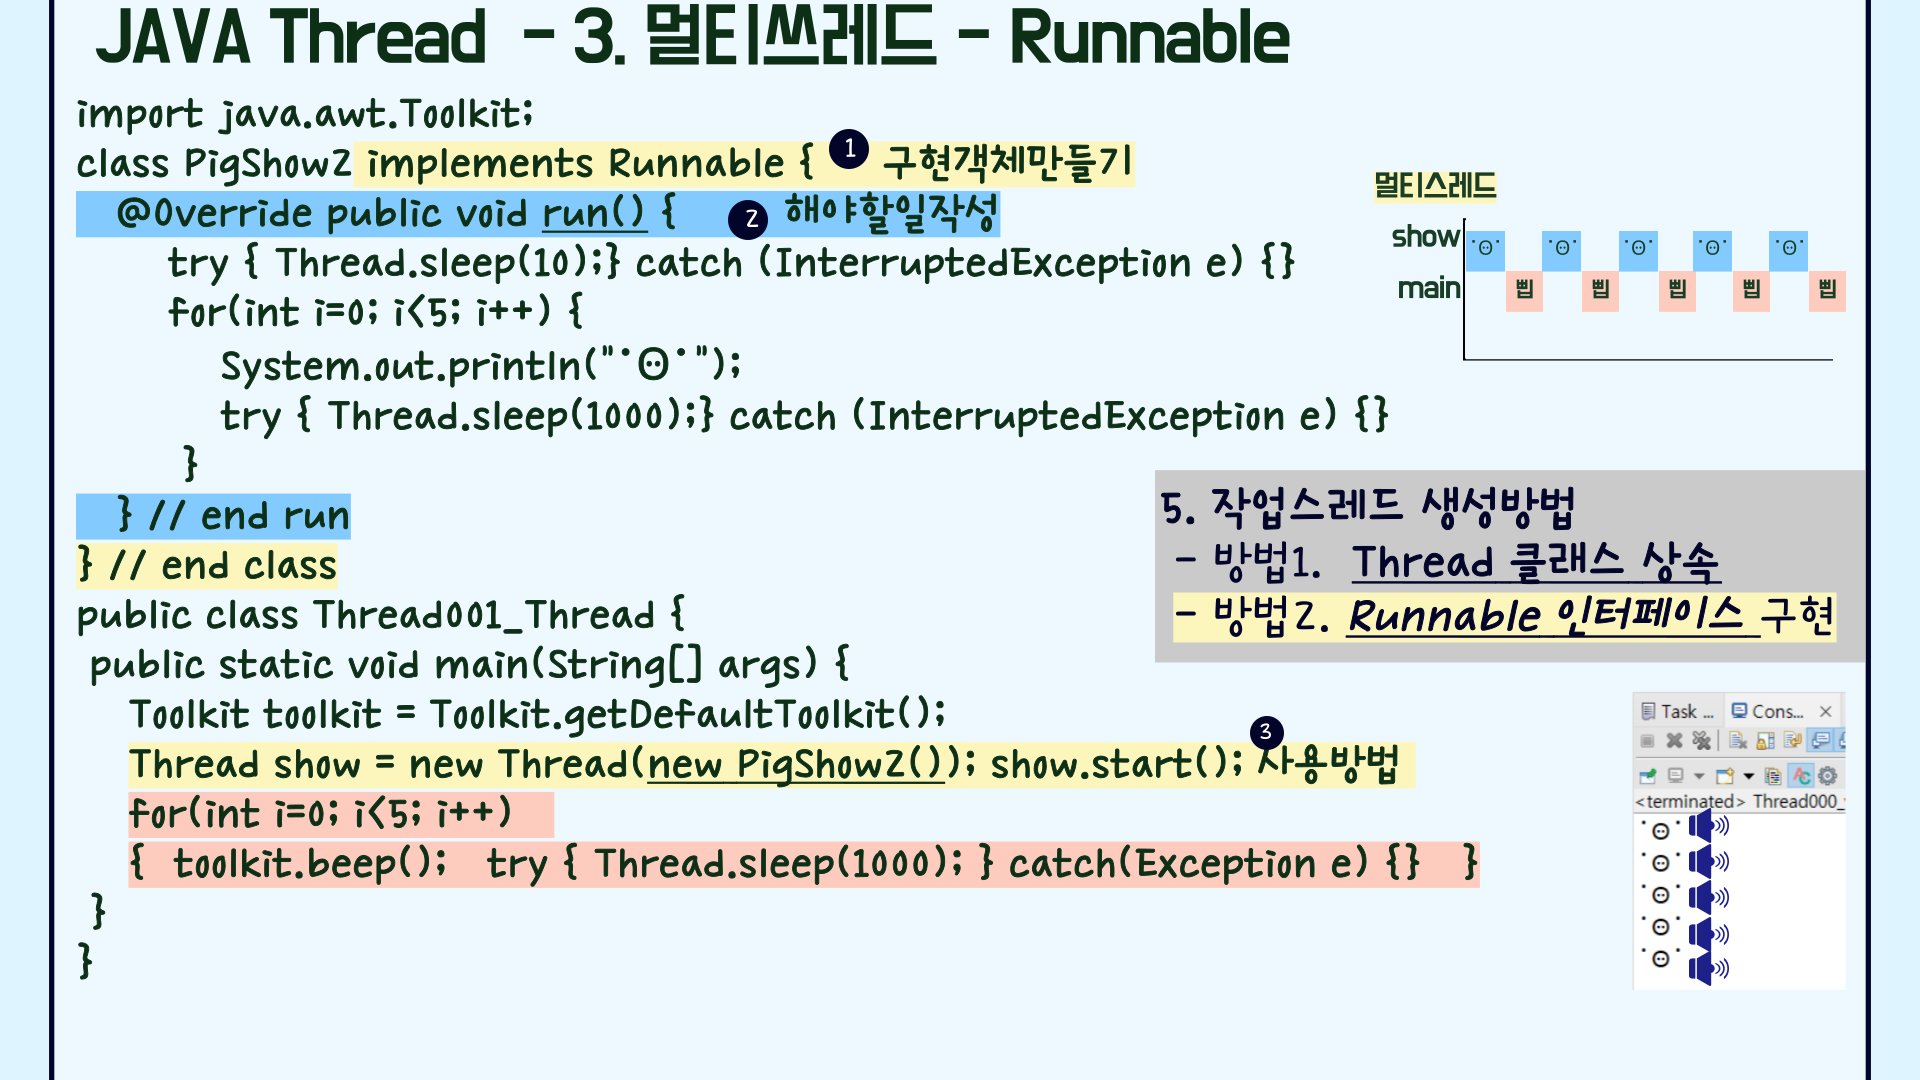 JAVA Thread - 3. 멀티쓰레드 - Runnable
import java.awt.Toolkit;
class PigShow2 implements Runnable { 1 구현객체만들기
@Override public void run() { 2 해야할일작성
try { Thread.sleep(10);} catch (InterruptedException e) {}
for(int i=0; i<5; i++) {
System.out.println("˙ʘ̈˙");
try { Thread.sleep(1000);} catch (InterruptedException e) {}
}
} // end run
} // end class
public class Thread001_Thread {
public static void main(String[] args) {
Toolkit toolkit = Toolkit.getDefaultToolkit();
Thread show = new Thread(new PigShow2()); show.start(); 3 사용방법
for(int i=0; i<5; i++)
{ toolkit.beep(); try { Thread.sleep(1000); } catch(Exception e) {} }
}
}
멀티스레드
show
main 삡 삡 삡 삡 삡
5. 작업스레드 생성방법
- 방법1. Thread 클래스 상속
- 방법2. Runnable 인터페이스 구현
Task ... Cons...
<terminated> Thread000_